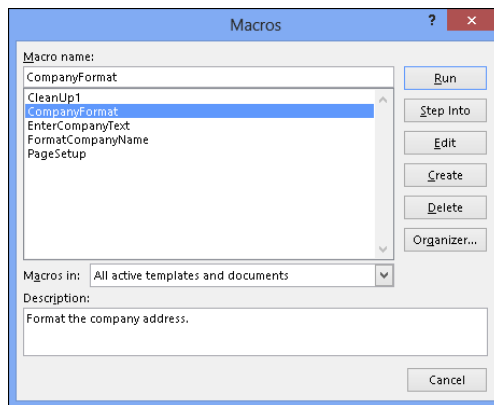 Macros
?
Macro name:
CompanyFormat
Run
CleanUp1
CompanyFormat
EnterCompanyText
FormatCompanyName
PageSetup
Step Into
Edit
Create
Delete
Organizer...
Macros in: All active templates and documents
Description:
Format the company address.
Cancel